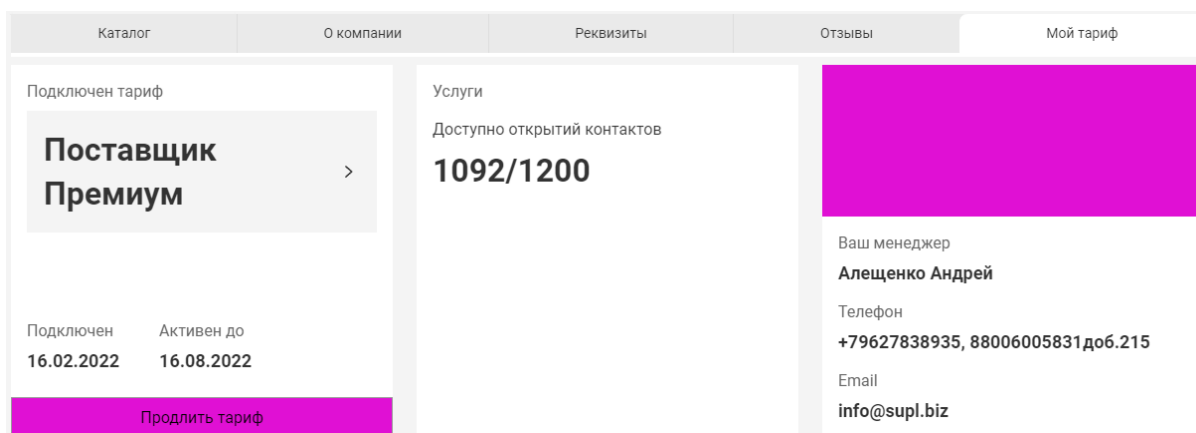 Каталог
О компании
Реквизиты
Отзывы
Мой тариф
Подключен тариф
Поставщик
Премиум
Подключен
Активен до
16.02.2022
16.08.2022
Продлить тариф
Услуги
Доступно открытий контактов
1092/1200
Ваш менеджер
Алещенко Андрей
Телефон
+79627838935, 88006005831доб.215
Email
info@supl.biz